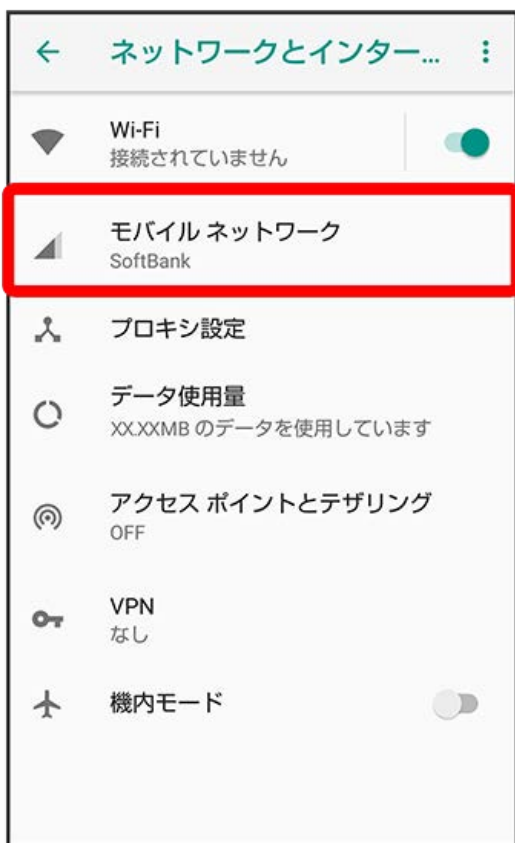 ネットワークとインター...
Wi-Fi
接続されていません
モバイル ネットワーク
SoftBank
プロキシ設定
データ使用量
XX.XXMB のデータを使用しています
アクセス ポイントとテザリング
OFF
VPN
なし
機内モード